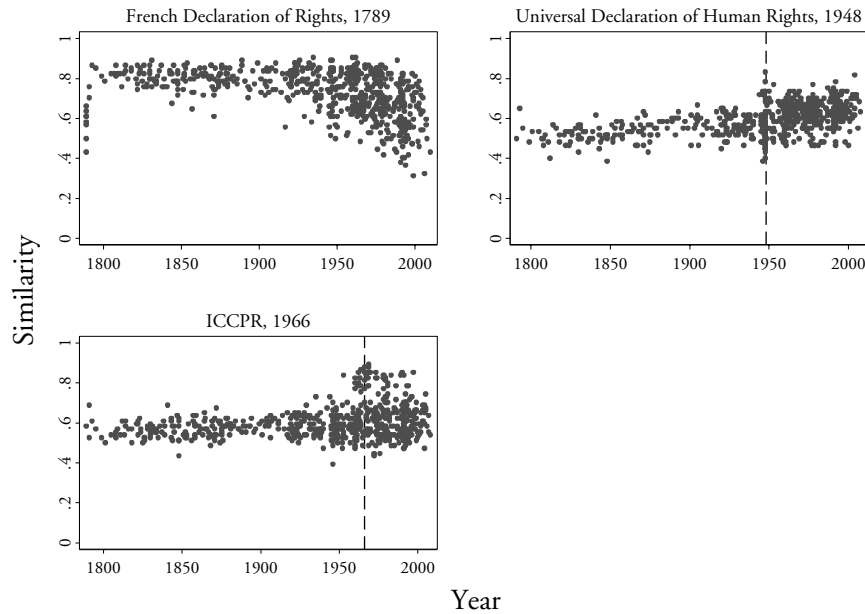 French Declaration of Rights, 1789
1
.8
.6
.4
.2
0
1800 1850 1900 1950 2000
Universal Declaration of Human Rights, 1948
1
.8
.6
.4
.2
0
1800 1850 1900 1950 2000
ICCPR, 1966
1
.8
.6
.4
.2
0
1800 1850 1900 1950 2000
Similarity
Year